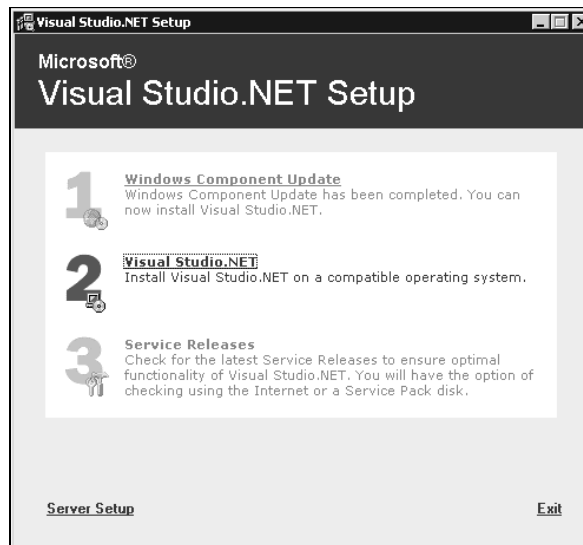 Visual Studio.NET Setup
Microsoft®
Visual Studio.NET Setup
1
Windows Component Update
Windows Component Update has been completed. You can
now install Visual Studio.NET.
2
Visual Studio.NET
Install Visual Studio.NET on a compatible operating system.
3
Service Releases
Check for the latest Service Releases to ensure optimal
functionality of Visual Studio.NET. You will have the option of
checking using the Internet or a Service Pack disk.
Server Setup
Exit